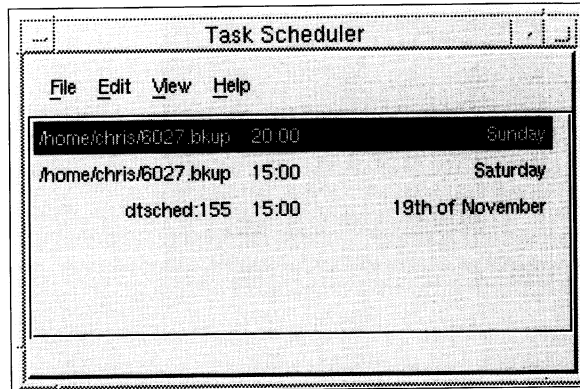 Task Scheduler
File Edit View Help
/home/chris/6027.bkup 20:00 Sunday
/home/chris/6027.bkup 15:00 Saturday
dtsched:155 15:00 19th of November